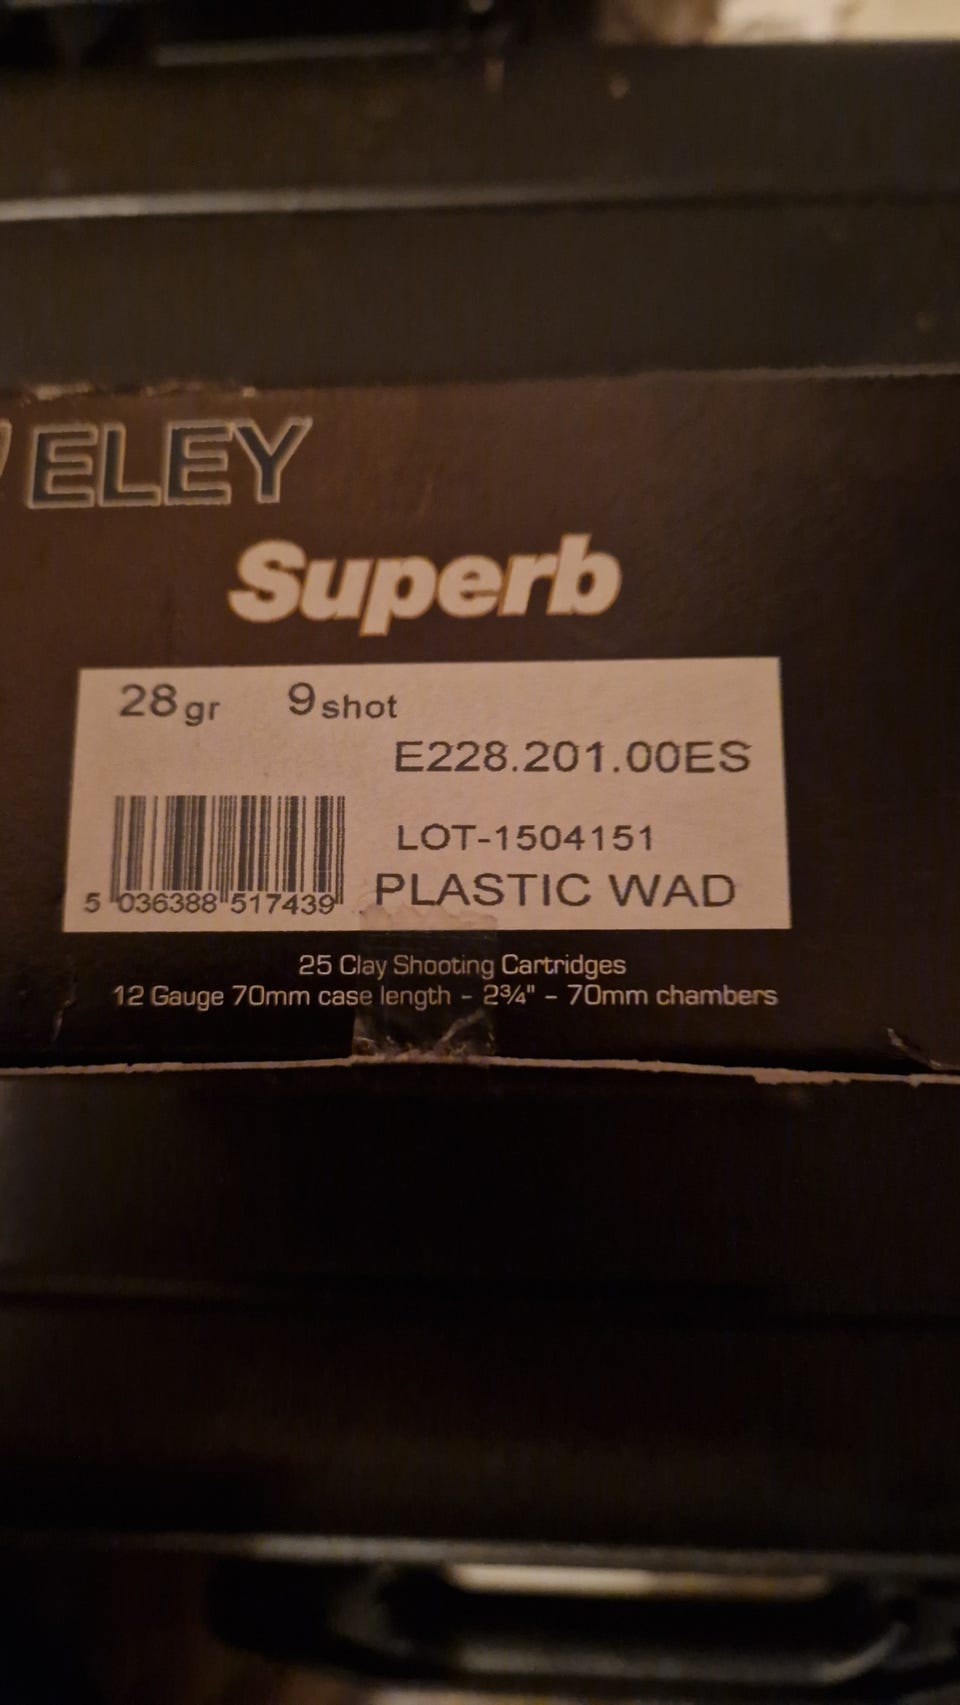 ELEY
Superb
28gr 9shot
E228.201.00ES
LOT-1504151
5 036388 517439
PLASTIC WAD
25 Clay Shooting Cartridges
12 Gauge 70mm case length - 2¾" - 70mm chambers